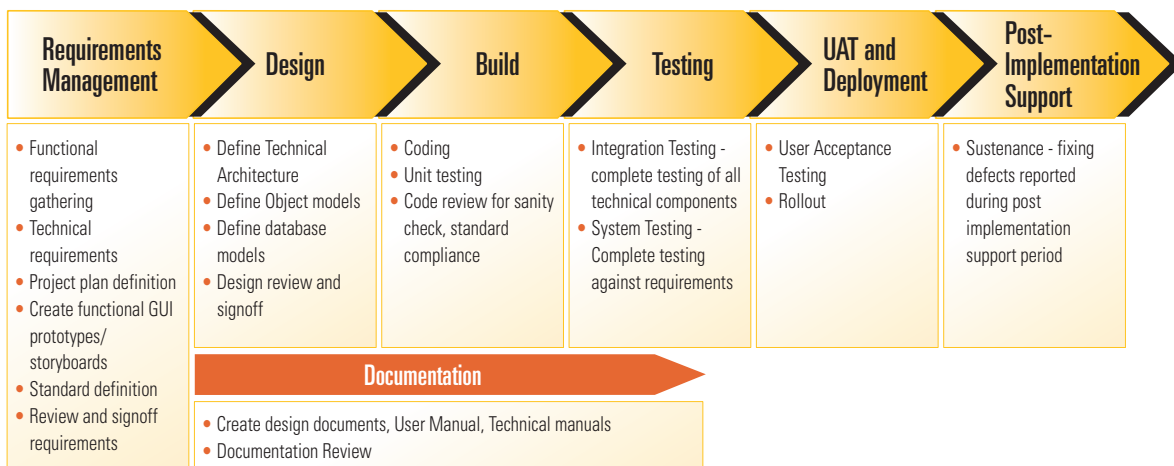 Requirements
Management
Design
Build
Testing
UAT and
Deployment
Post-
Implementation
Support
• Functional
requirements
gathering
• Technical
requirements
• Project plan definition
• Create functional GUI
prototypes/
storyboards
• Standard definition
• Review and signoff
requirements
• Define Technical
Architecture
• Define Object models
• Define database
models
• Design review and
signoff
• Coding
• Unit testing
• Code review for sanity
check, standard
compliance
• Integration Testing -
complete testing of all
technical components
• System Testing -
Complete testing
against requirements
• User Acceptance
Testing
• Rollout
• Sustenance - fixing
defects reported
during post
implementation
support period
Documentation
• Create design documents, User Manual, Technical manuals
• Documentation Review